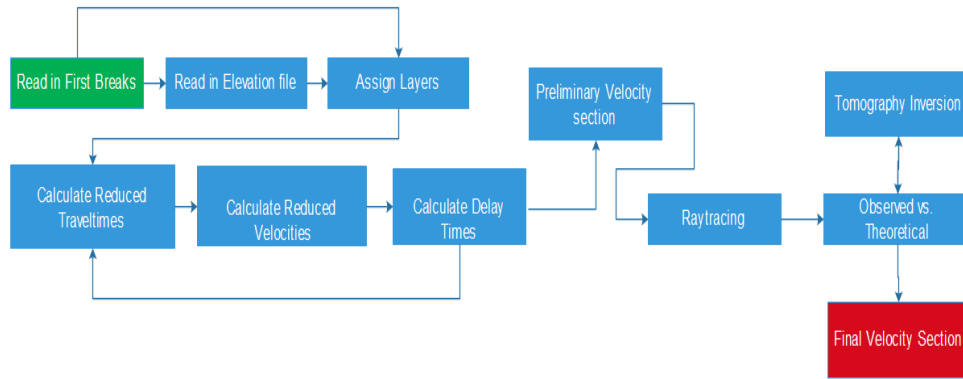 Read in First Breaks
Read in Elevation file
Assign Layers
Preliminary Velocity
section
Tomography Inversion
Calculate Reduced
Traveltimes
Calculate Reduced
Velocities
Calculate Delay
Times
Raytracing
Observed vs.
Theoretical
Final Velocity Section